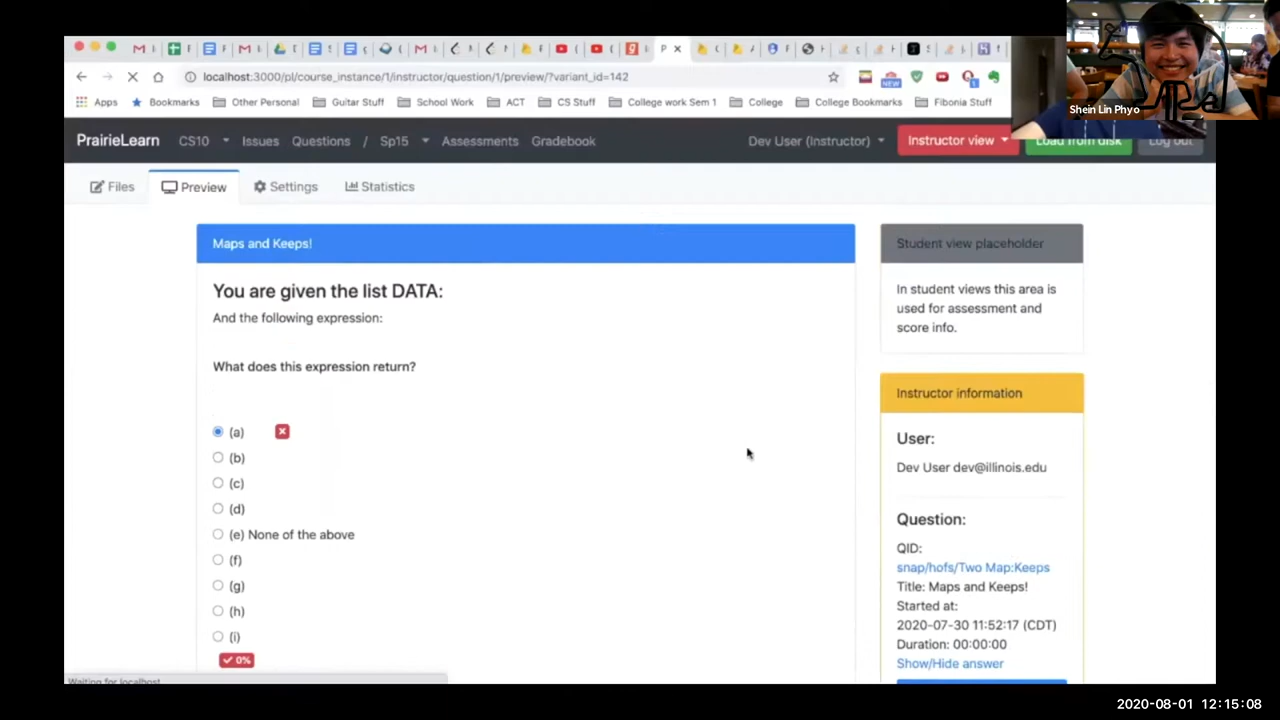 Shein Lin Phyo
localhost:3000/pl/course_instance/1/instructor/question/1/preview/?variant_id=142
NEW
Apps Bookmarks Other Personal Guitar Stuff School Work ACT CS Stuff College work Sem 1 College College Bookmarks Fibonia Stuff
PrairieLearn CS10 Issues Questions / Sp15 Assessments Gradebook Dev User (Instructor) Instructor view Load from disk Log out
Files Preview Settings Statistics
Maps and Keeps!
You are given the list DATA:
And the following expression:
What does this expression return?
(a)
(b)
(c)
(d)
(e) None of the above
(f)
(g)
(h)
(i)
0%
Waiting for localhost
Student view placeholder
In student views this area is
used for assessment and
score info.
Instructor information
User:
Dev User dev@illinois.edu
Question:
QID:
snap/hofs/Two Map:Keeps
Title: Maps and Keeps!
Started at:
2020-07-30 11:52:17 (CDT)
Duration: 00:00:00
Show/Hide answer
2020-08-01 12:15:08